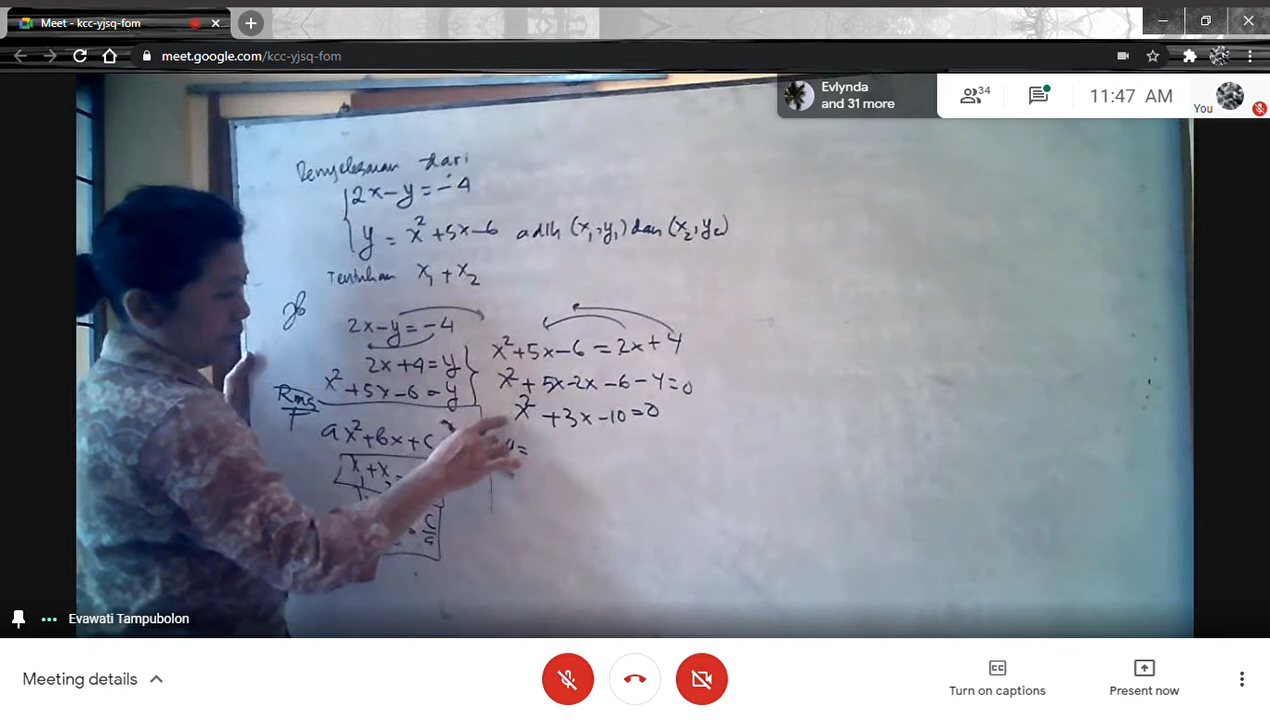 Meet - kcc-yjsq-fom
meet.google.com/kcc-yjsq-fom
Evlynda
and 31 more
34
11:47 AM
You
Penyelesaian dari
2x-y=-4
y = x²+5x-6 adlh (x₁,y₁) dan (x₂,y₂)
Tentukan x₁+x₂
Jb
2x-y=-4
2x+4=y
x²+5x-6=y
x²+5x-6=2x+4
x²+5x-2x-6-4=0
x²+3x-10=0
Rms
ax²+bx+c
x₁+x₂=
= c/a
Evawati Tampubolon
Meeting details
Turn on captions
Present now